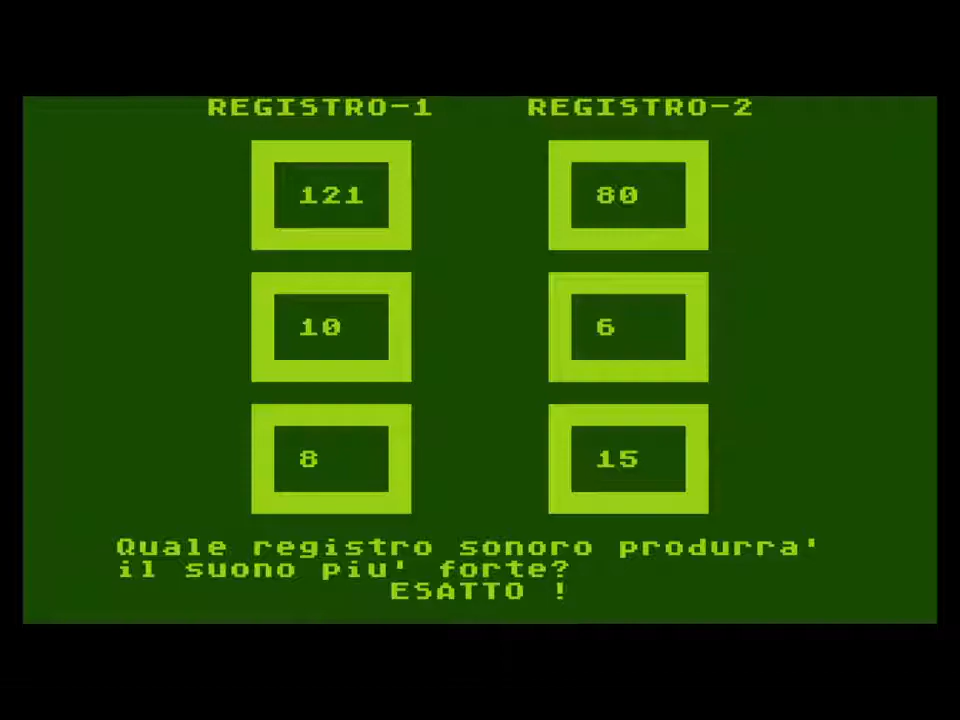 REGISTRO-1 REGISTRO-2
121 80
10 6
8 15
Quale registro sonoro produrra'
il suono piu' forte?
ESATTO !